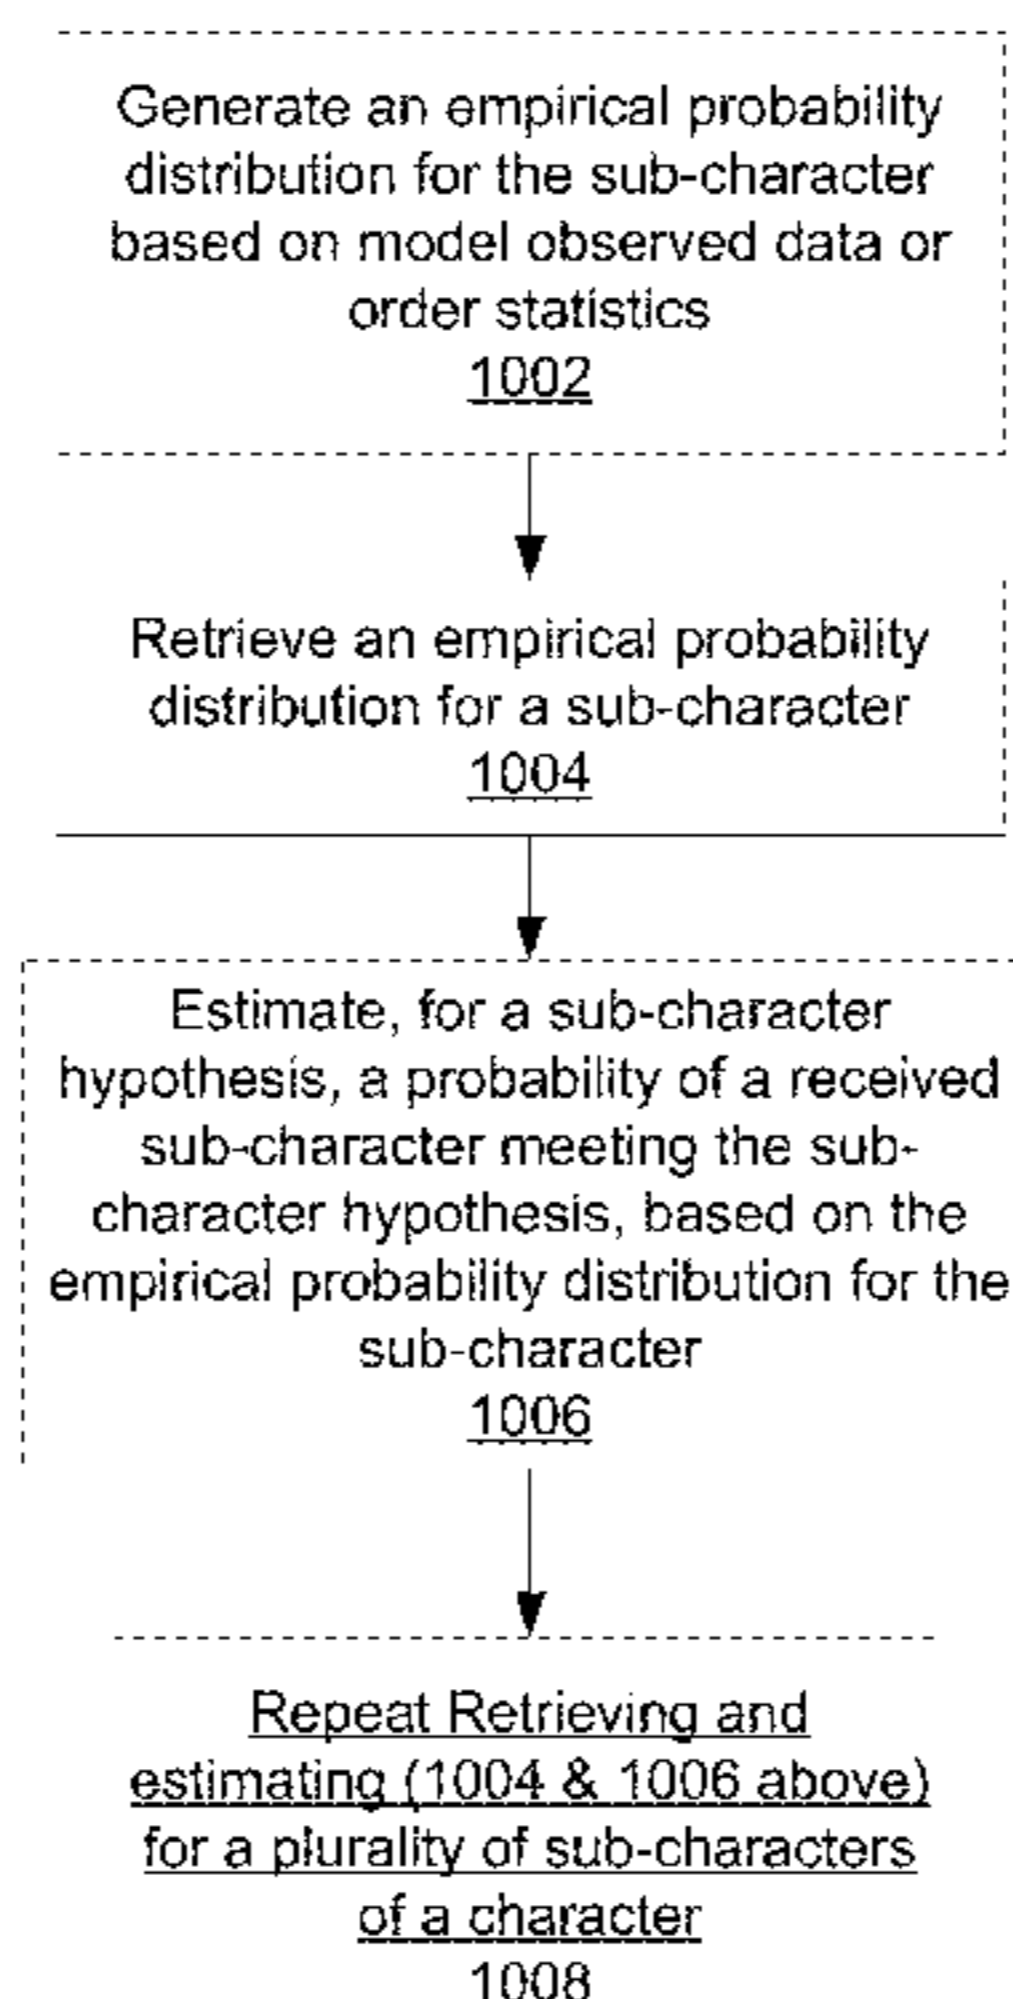 Generate an empirical probability
distribution for the sub-character
based on model observed data or
order statistics
1002
Retrieve an empirical probability
distribution for a sub-character
1004
Estimate, for a sub-character
hypothesis, a probability of a received
sub-character meeting the sub-
character hypothesis, based on the
empirical probability distribution for the
sub-character
1006
Repeat Retrieving and
estimating (1004 & 1006 above)
for a plurality of sub-characters
of a character
1008